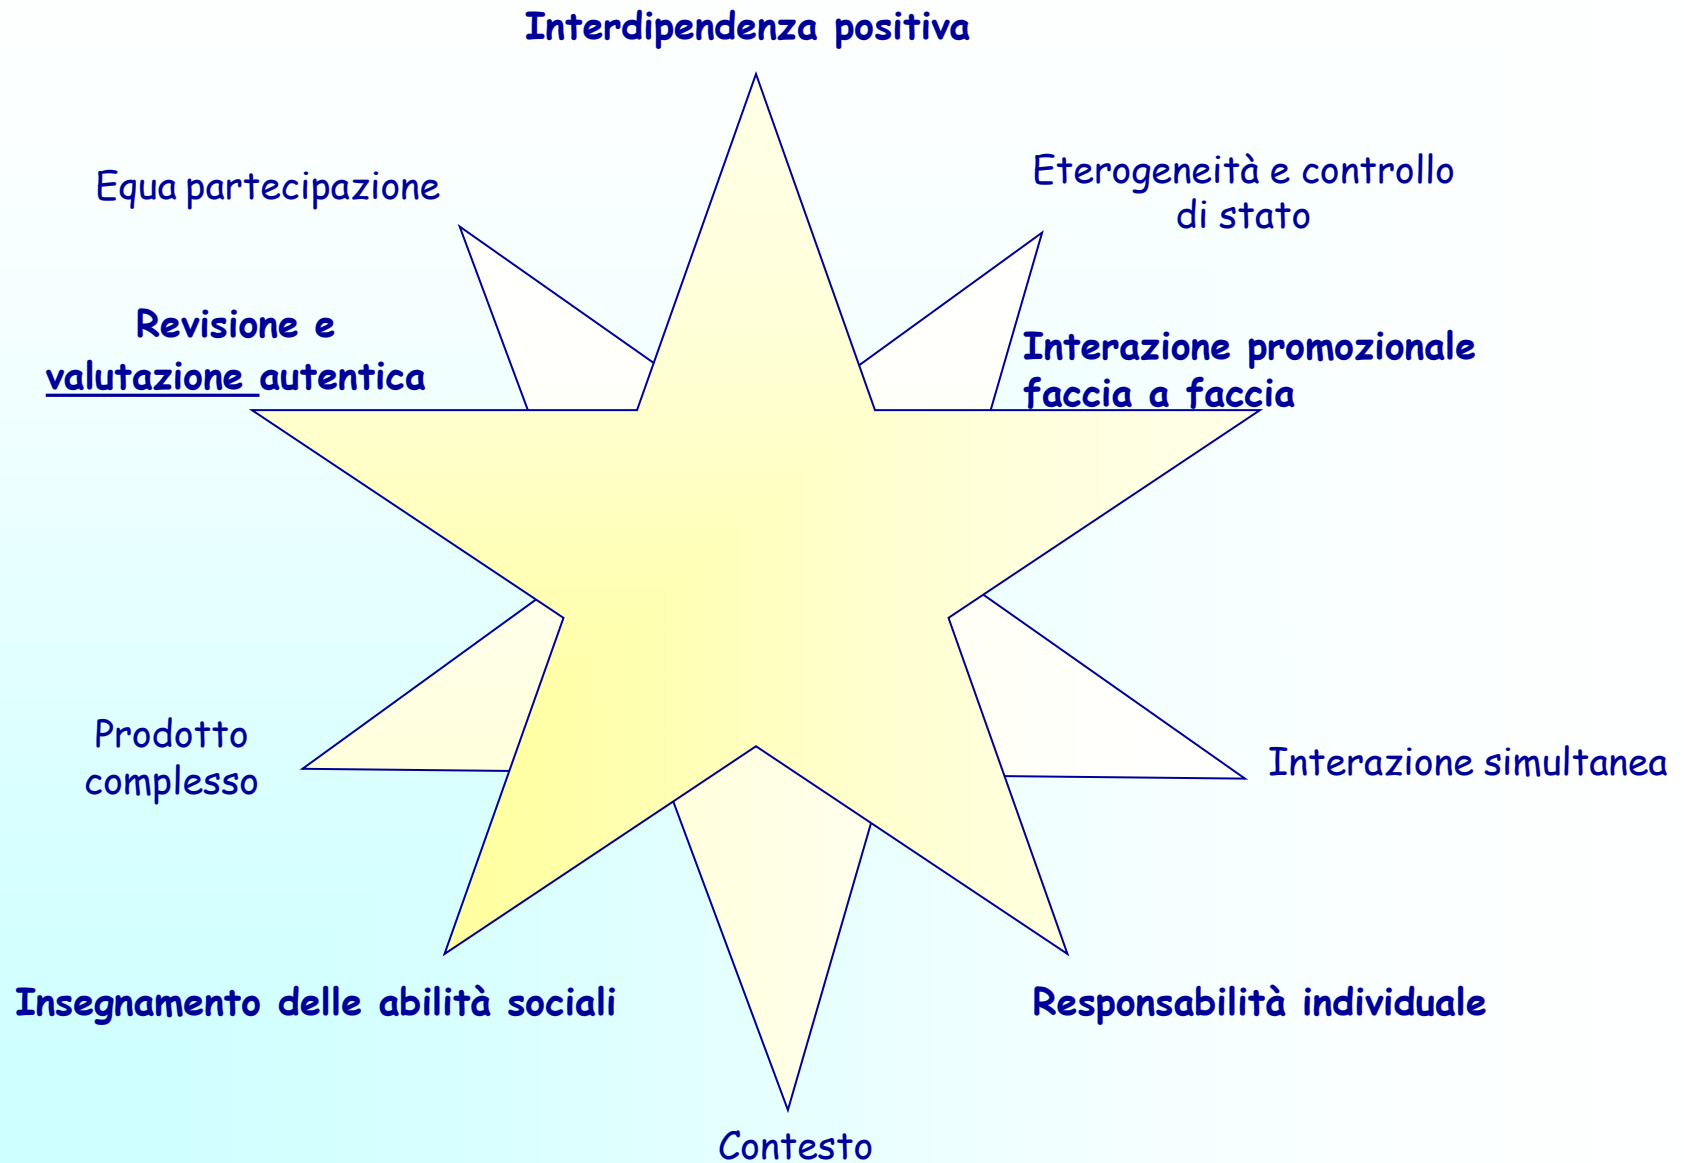 Interdipendenza positiva
Equa partecipazione
Eterogeneità e controllo
di stato
Revisione e
valutazione autentica
Interazione promozionale
faccia a faccia
Prodotto
complesso
Interazione simultanea
Insegnamento delle abilità sociali
Responsabilità individuale
Contesto